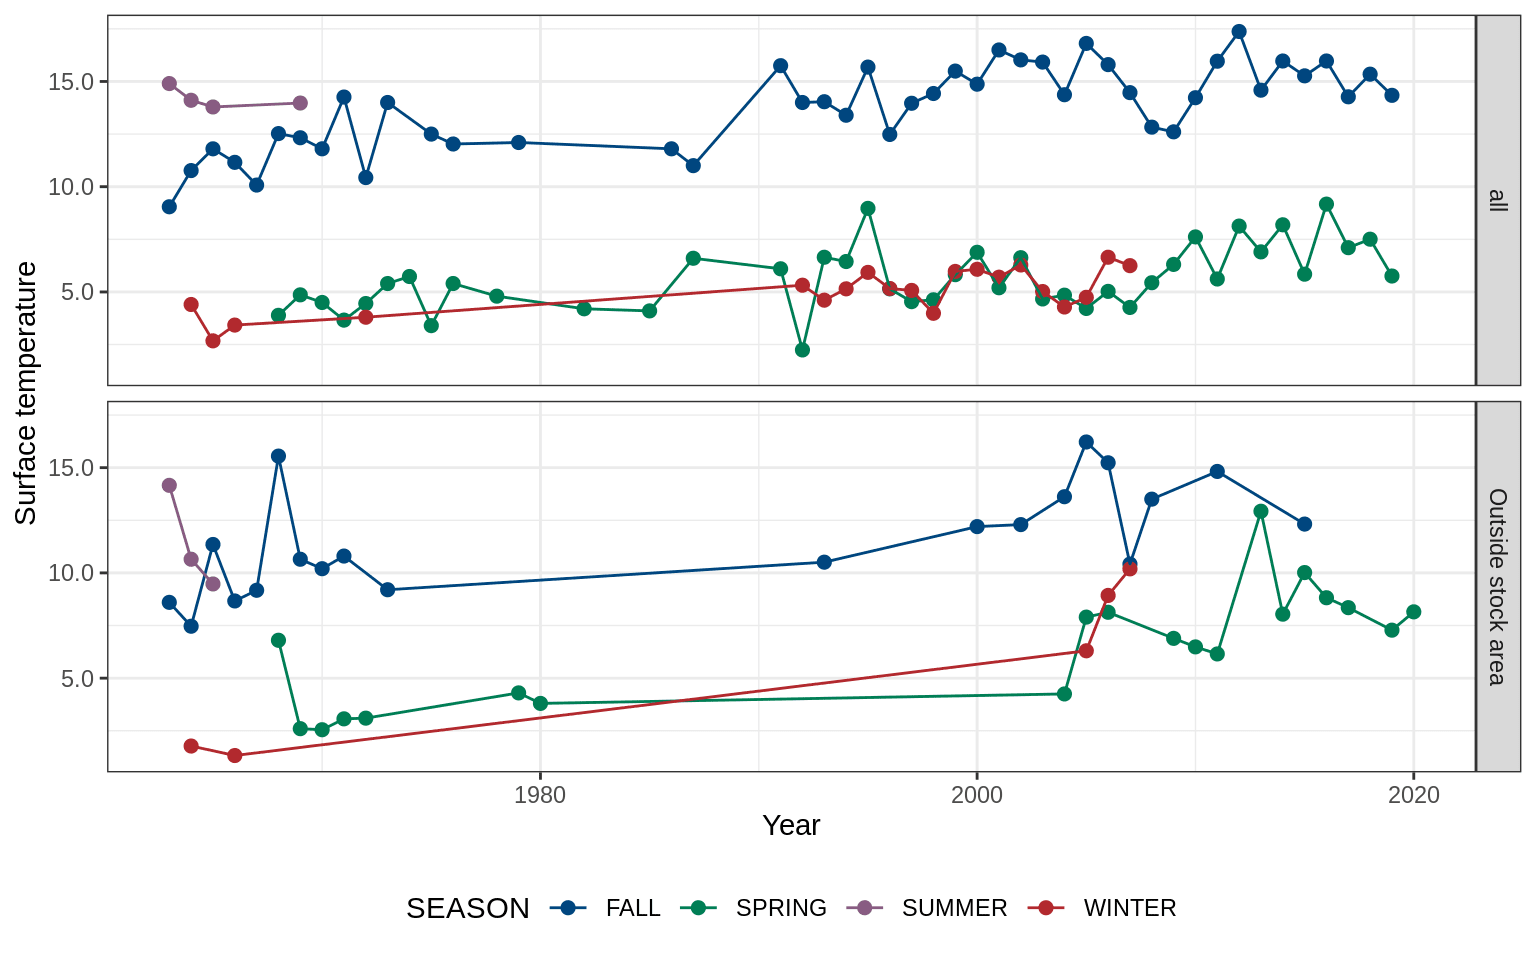 Surface temperature
15.0
10.0
5.0
all
15.0
10.0
5.0
Outside stock area
1980 2000 2020
Year
SEASON FALL SPRING SUMMER WINTER